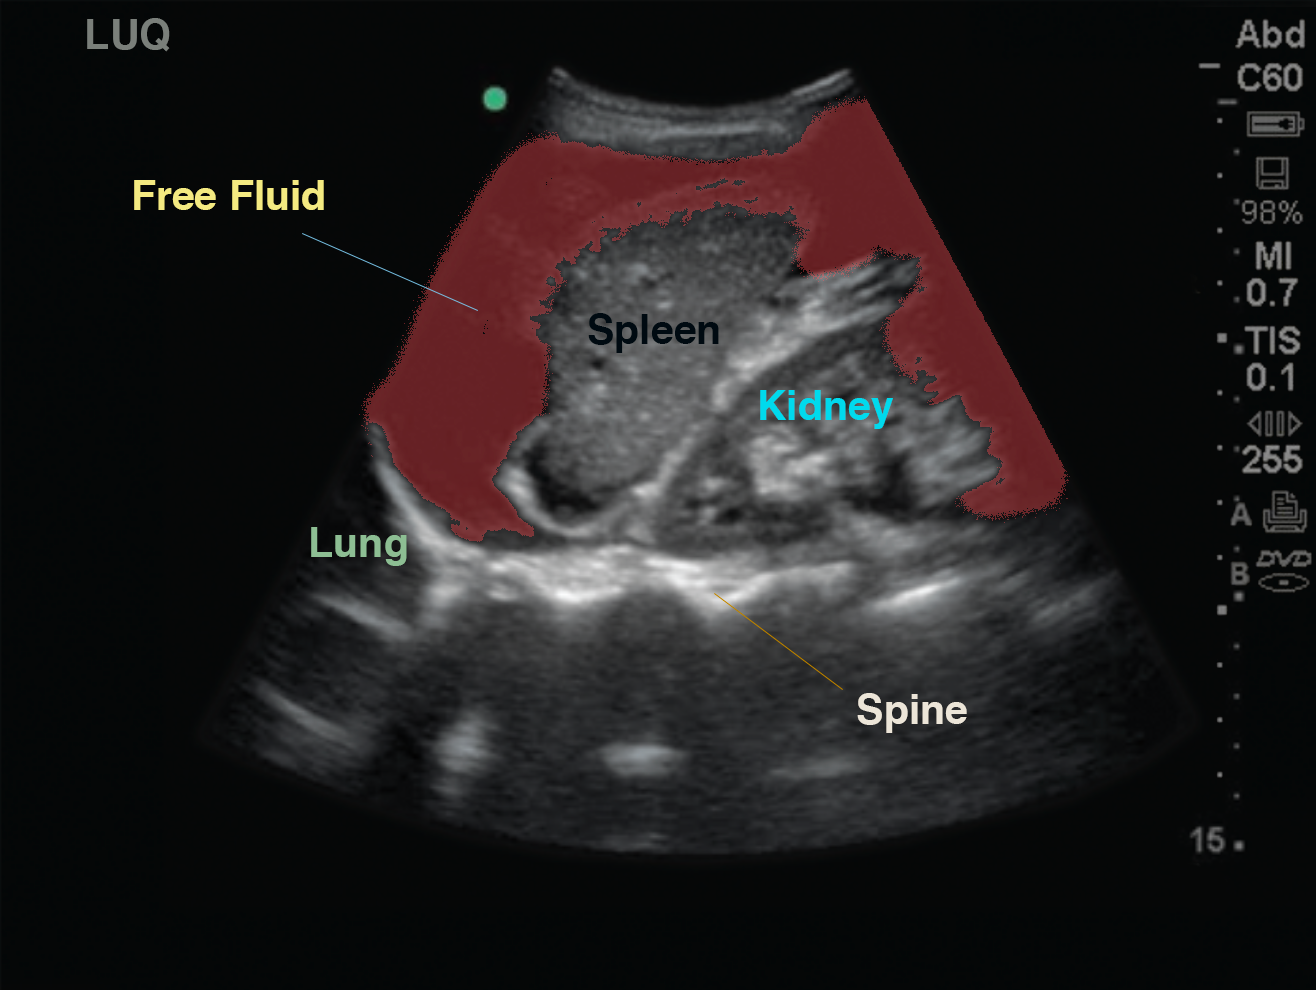 LUQ
Abd
C60
98%
MI
0.7
TIS
0.1
255
A
DVD
B
15
Free Fluid
Spleen
Kidney
Lung
Spine